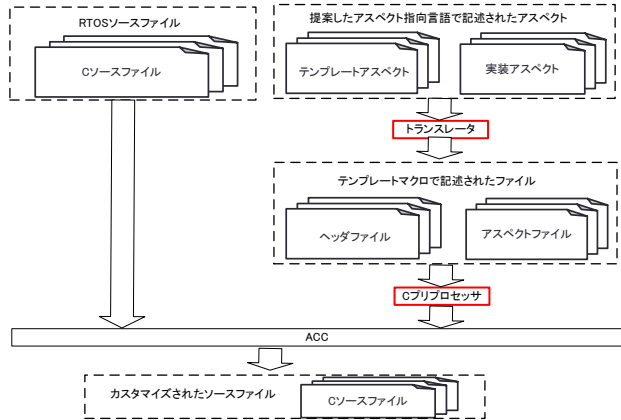 RTOSソースファイル
Cソースファイル
提案したアスペクト指向言語で記述されたアスペクト
テンプレートアスペクト
実装アスペクト
トランスレータ
テンプレートマクロで記述されたファイル
ヘッダファイル
アスペクトファイル
Cプリプロセッサ
ACC
カスタマイズされたソースファイル
Cソースファイル